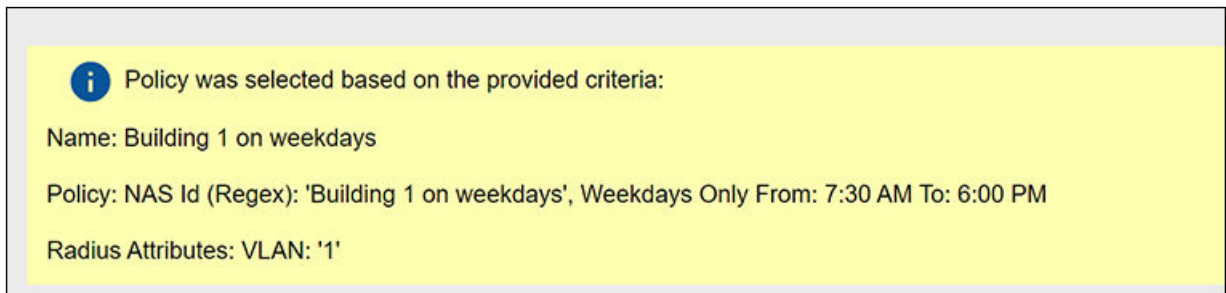 Policy was selected based on the provided criteria:
Name: Building 1 on weekdays
Policy: NAS Id (Regex): 'Building 1 on weekdays', Weekdays Only From: 7:30 AM To: 6:00 PM
Radius Attributes: VLAN: '1'